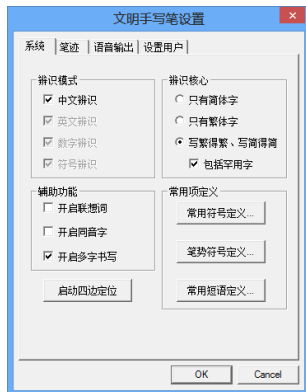 文明手写笔设置
系统 笔迹 语音输出 设置用户
辨识模式
中文辨识
英文辨识
数字辨识
符号辨识
辨识核心
只有简体字
只有繁体字
写繁得繁、写简得简
包括罕用字
辅助功能
开启联想词
开启同音字
开启多字书写
启动四边定位
常用项定义
常用符号定义...
笔势符号定义...
常用短语定义...
OK Cancel